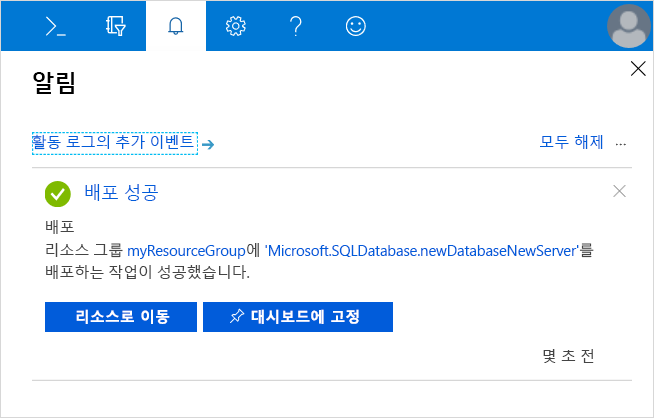 알림
활동 로그의 추가 이벤트
모두 해제 ...
배포 성공
배포
리소스 그룹 myResourceGroup에 'Microsoft.SQLDatabase.newDatabaseNewServer'를
배포하는 작업이 성공했습니다.
리소스로 이동
대시보드에 고정
몇 초 전